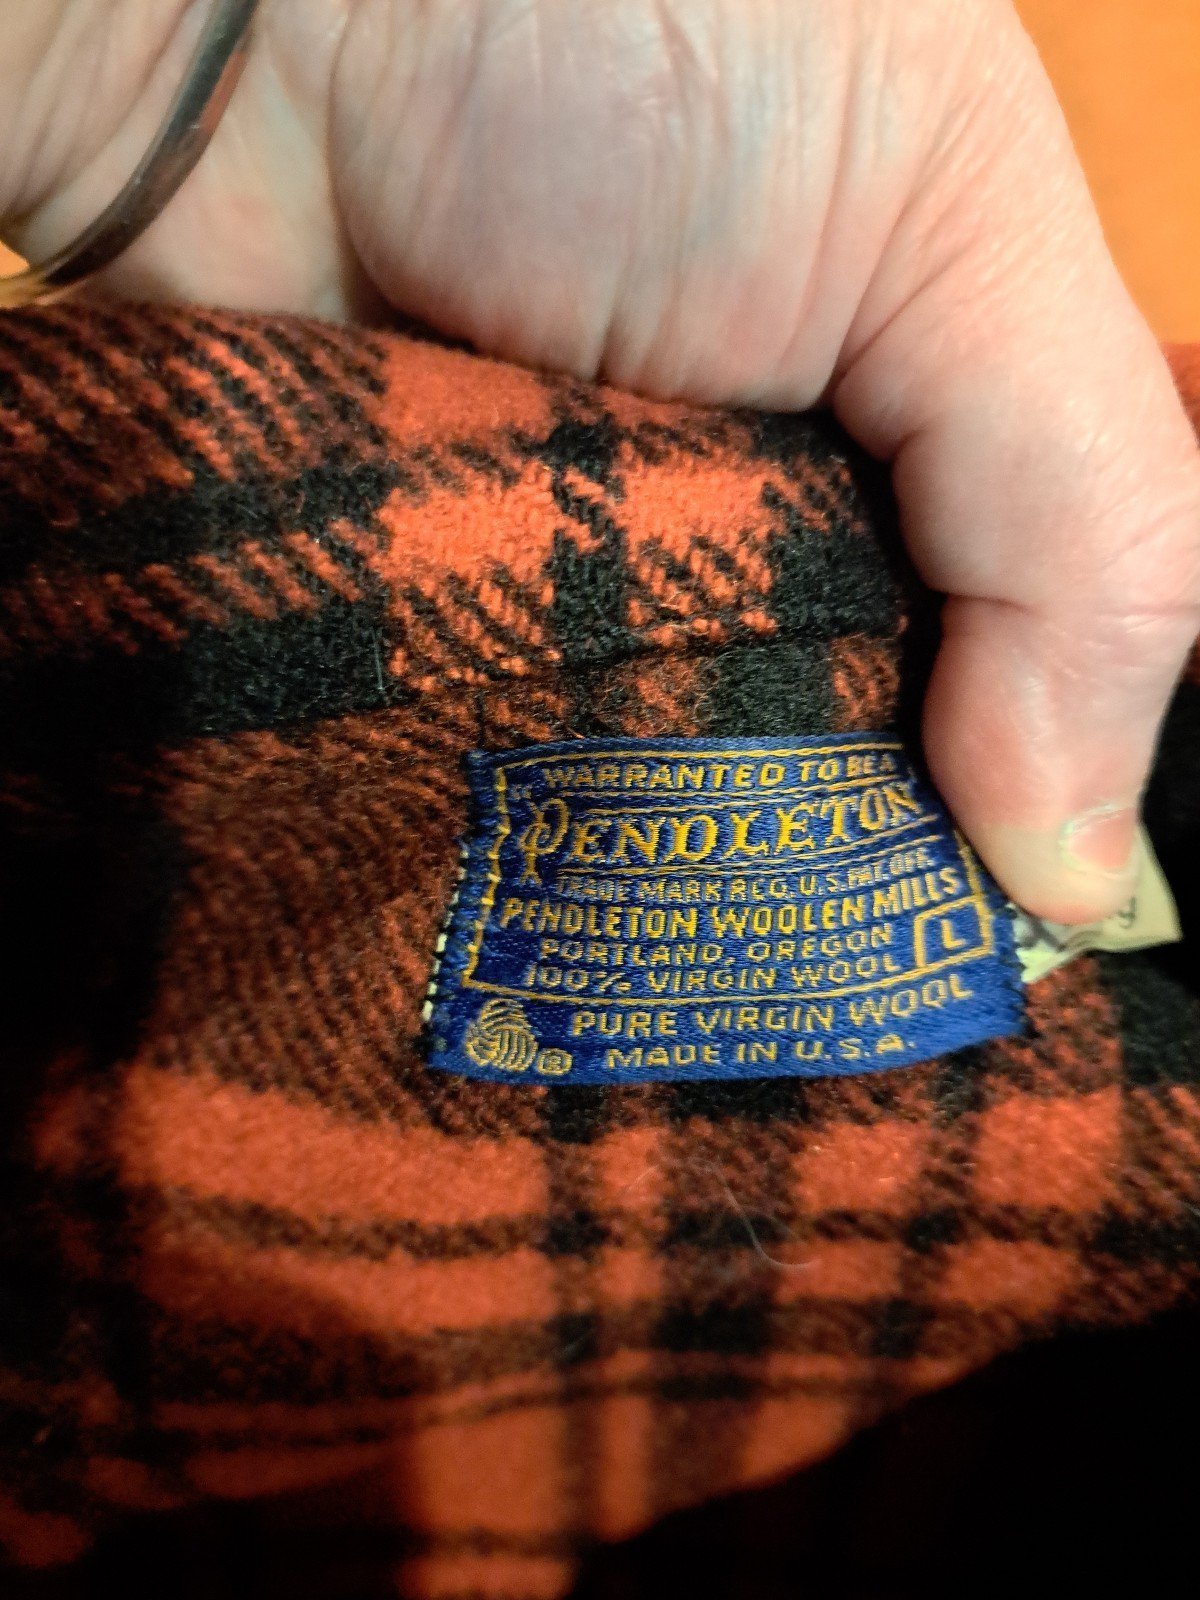 WARRANTED TO BE A
PENDLETON
TRADE MARK REG. U.S. PAT. OFF.
PENDLETON WOOLEN MILLS
PORTLAND, OREGON
100% VIRGIN WOOL L
PURE VIRGIN WOOL
® MADE IN U.S.A.